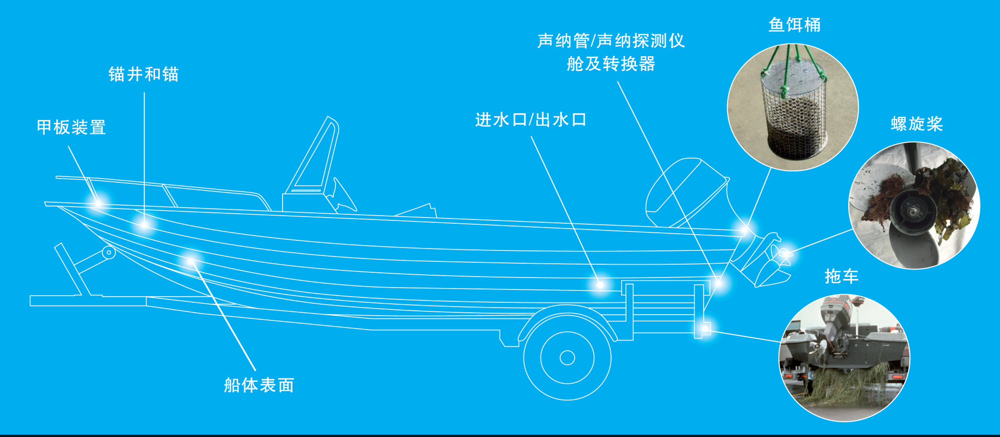 鱼饵桶
声纳管/声纳探测仪
舱及转换器
锚井和锚
进水口/出水口
螺旋桨
甲板装置
拖车
船体表面